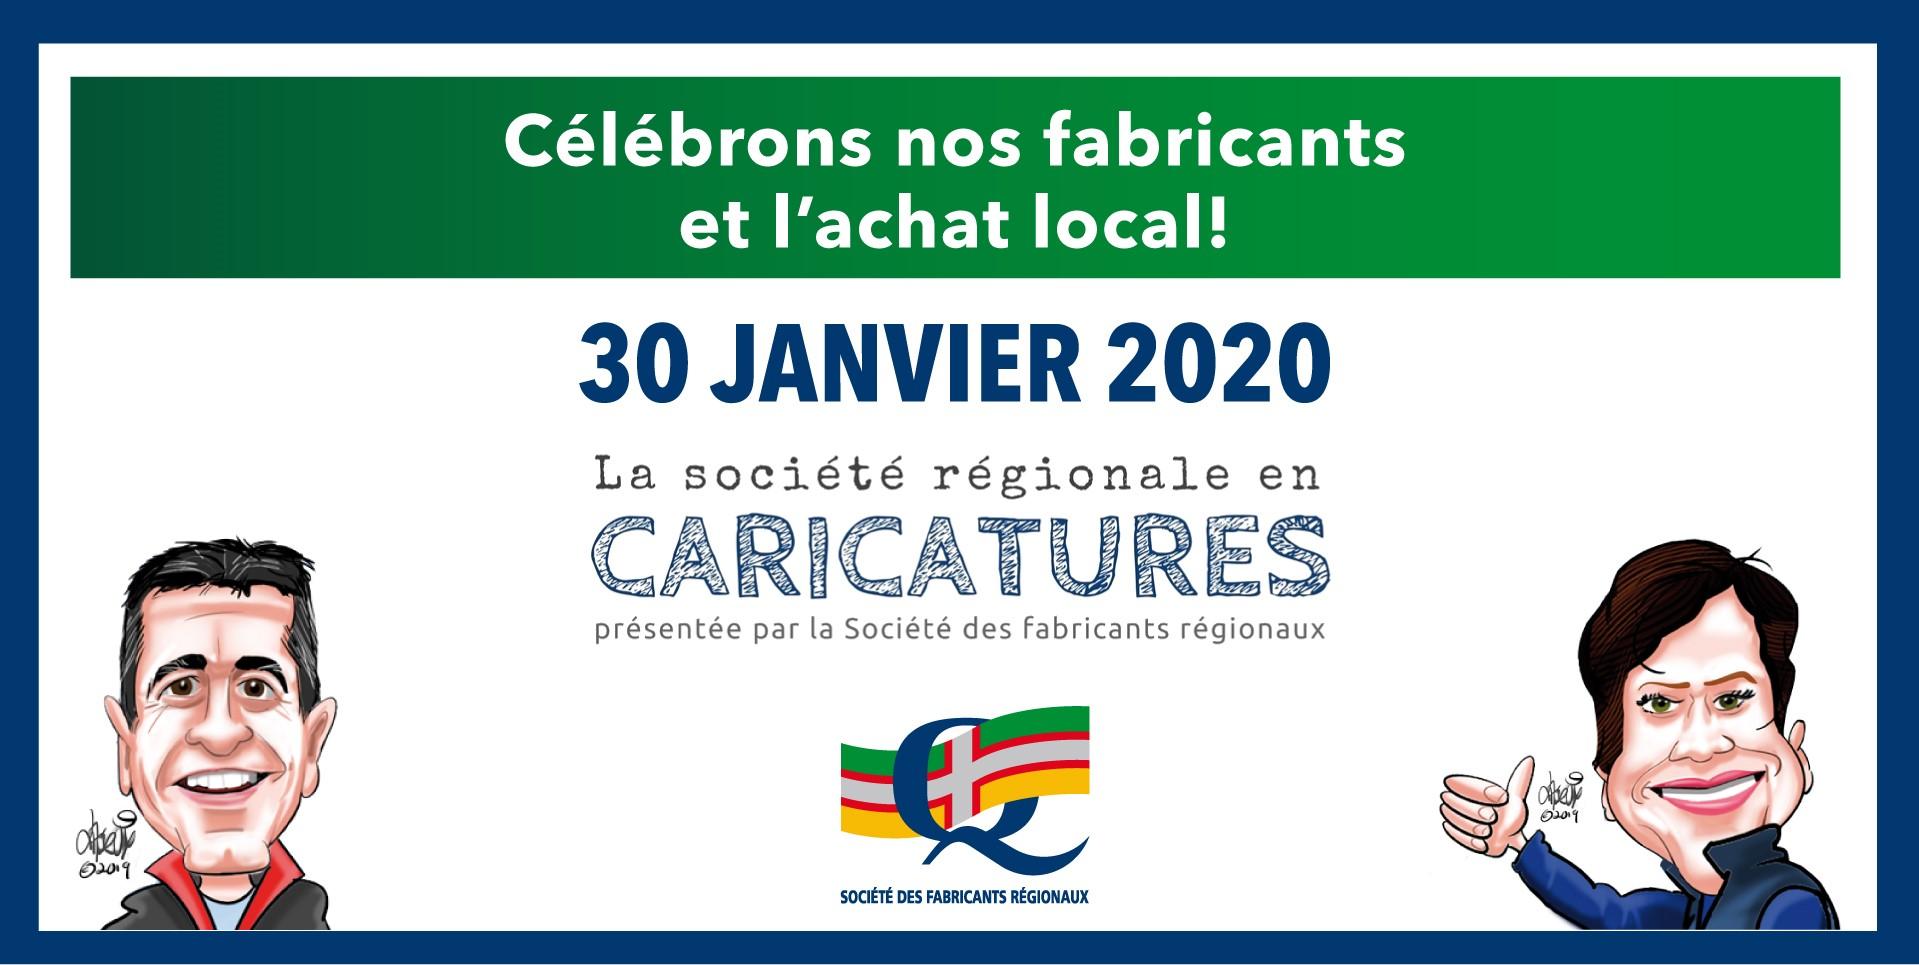 Célébrons nos fabricants
et l’achat local!
30 JANVIER 2020
La société régionale en
CARICATURES
présentée par la Société des fabricants régionaux
Q
SOCIÉTÉ DES FABRICANTS RÉGIONAUX
©2019
©2019